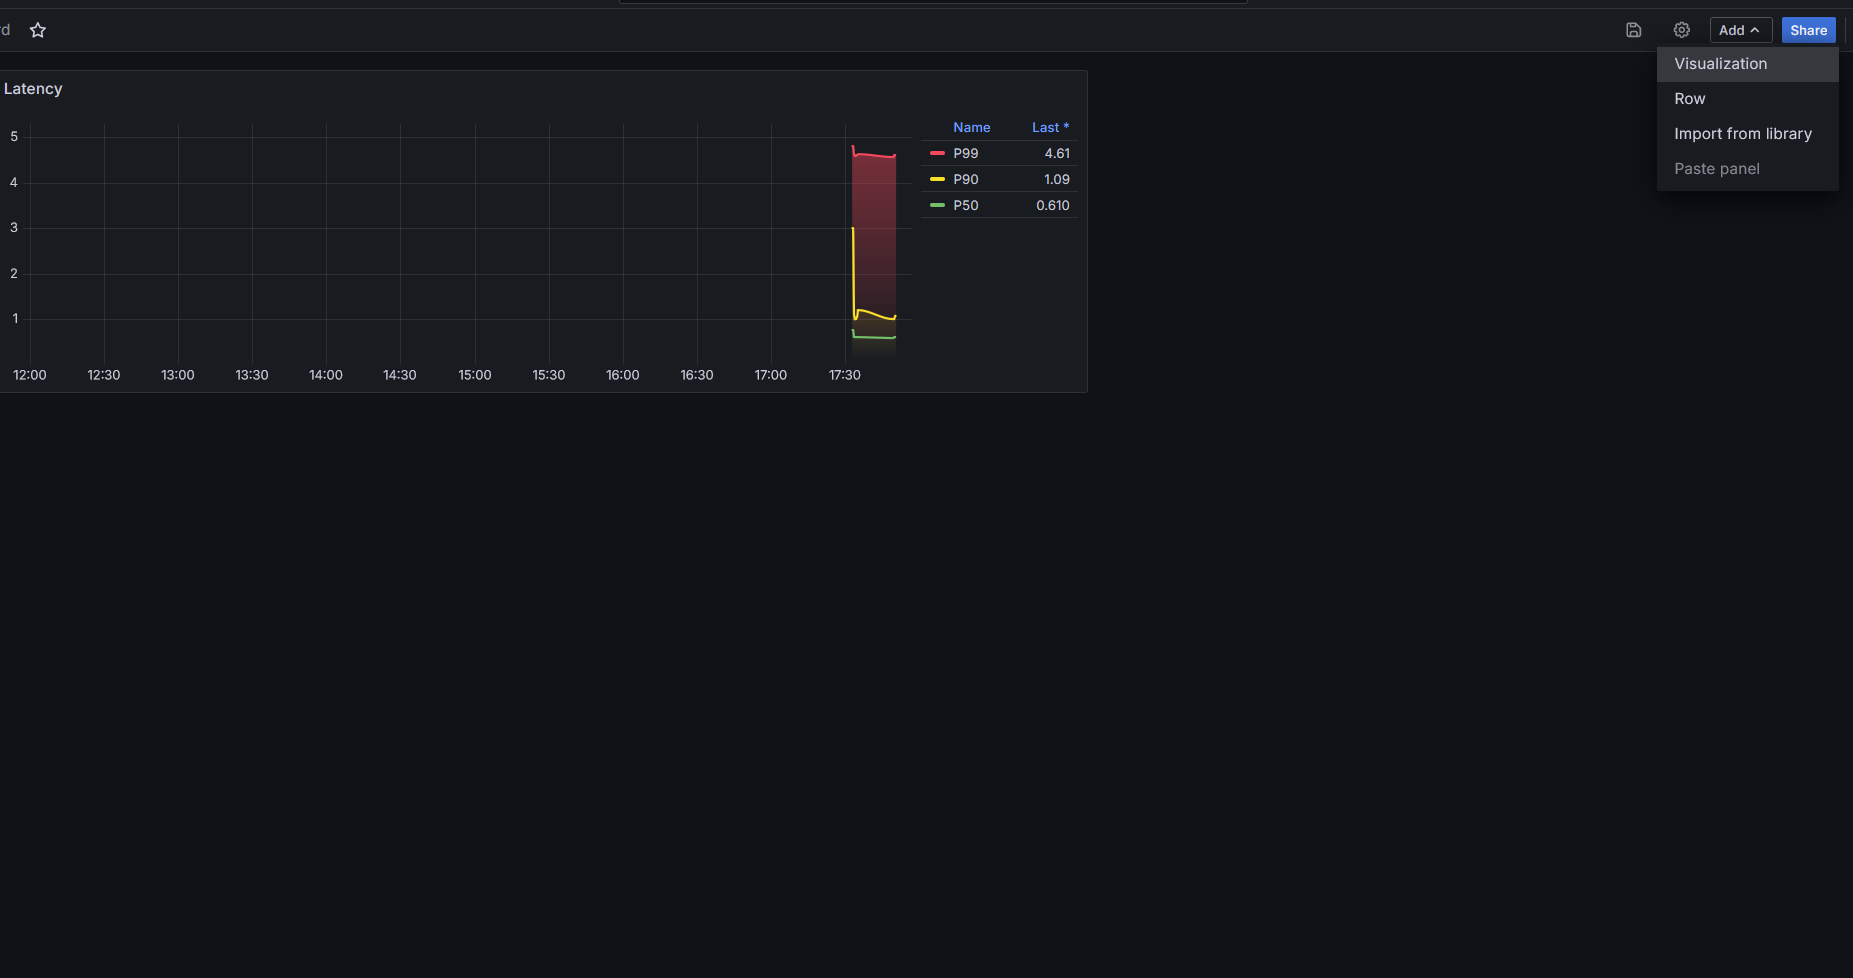 Add
Share
Visualization
Row
Import from library
Paste panel
Latency
Name Last *
P99 4.61
P90 1.09
P50 0.610
5
4
3
2
1
12:00 12:30 13:00 13:30 14:00 14:30 15:00 15:30 16:00 16:30 17:00 17:30